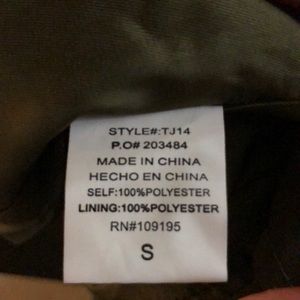 STYLE#:TJ14
P.O# 203484
MADE IN CHINA
HECHO EN CHINA
SELF:100%POLYESTER
LINING:100%POLYESTER
RN#109195
S